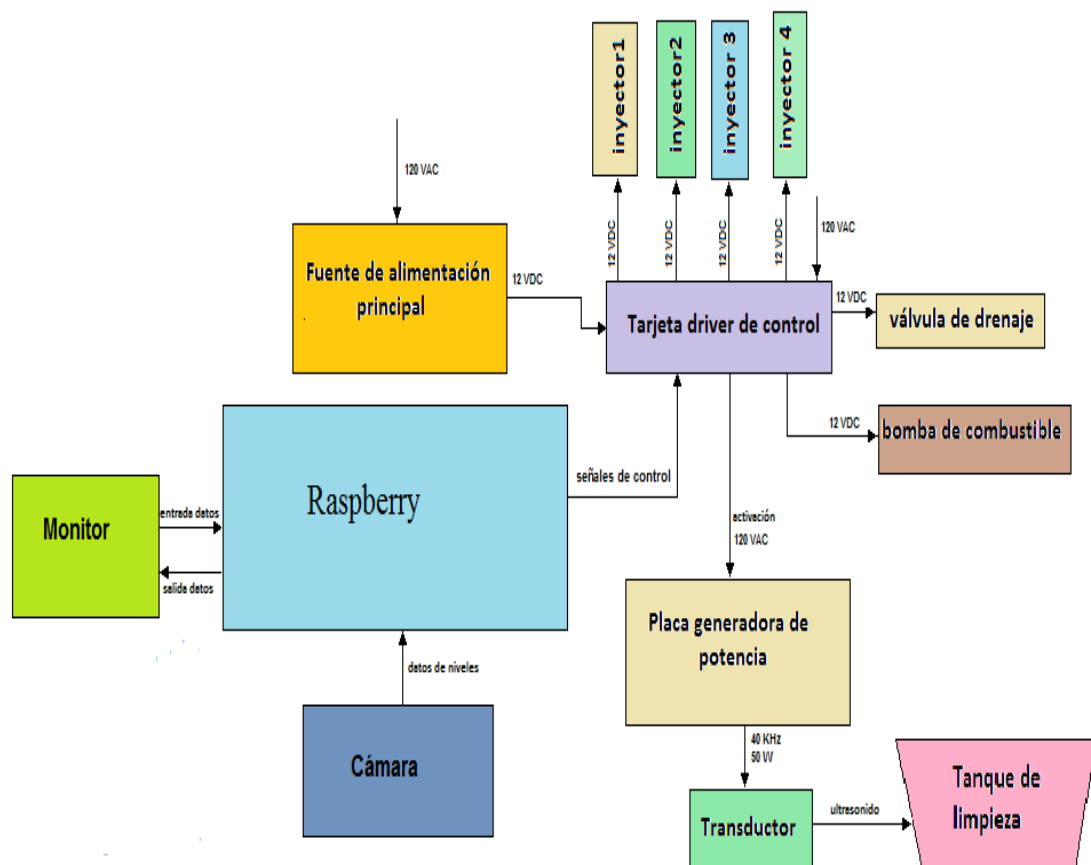 inyector1
inyector2
inyector 3
inyector 4
120 VAC
12 VDC
12 VDC
12 VDC
12 VDC
120 VAC
Fuente de alimentación
principal
12 VDC
Tarjeta driver de control
12 VDC
válvula de drenaje
12 VDC
bomba de combustible
Raspberry
señales de control
Monitor
entrada datos
salida datos
activación
120 VAC
Placa generadora de
potencia
datos de niveles
Cámara
40 KHz
50 W
Transductor
ultrasonido
Tanque de
limpieza